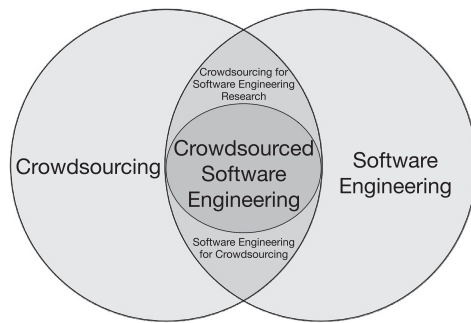 Crowdsourcing for
Software Engineering
Research
Crowdsourcing
Crowdsourced
Software
Engineering
Software
Engineering
Software Engineering
for Crowdsourcing